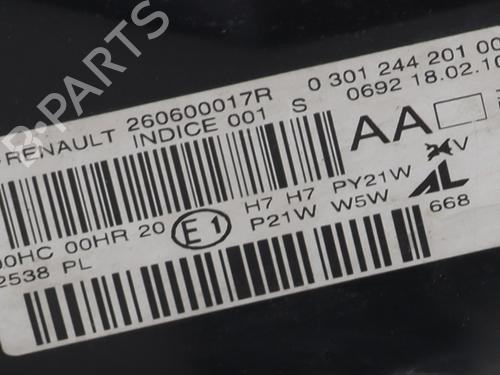 B-PARTS
RENAULT 260600017R 0 301 244 201 00
INDICE 001 S 0692 18.02.10
AA
V
00HC 00HR 20 E1 H7 H7 PY21W
2538 PL P21W W5W AL
668